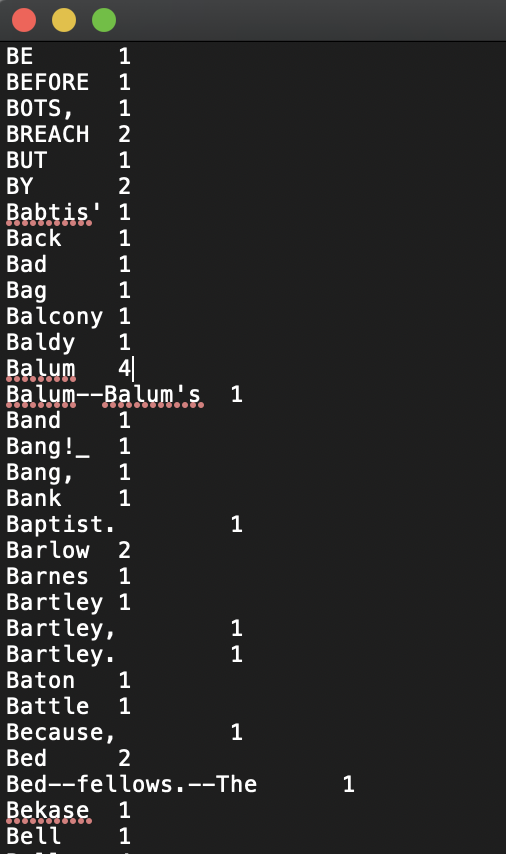 BE 1
BEFORE 1
BOTS, 1
BREACH 2
BUT 1
BY 2
Babtis' 1
Back 1
Bad 1
Bag 1
Balcony 1
Baldy 1
Balum 4
Balum--Balum's 1
Band 1
Bang!_ 1
Bang, 1
Bank 1
Baptist. 1
Barlow 2
Barnes 1
Bartley 1
Bartley, 1
Bartley. 1
Baton 1
Battle 1
Because, 1
Bed 2
Bed--fellows.--The 1
Bekase 1
Bell 1